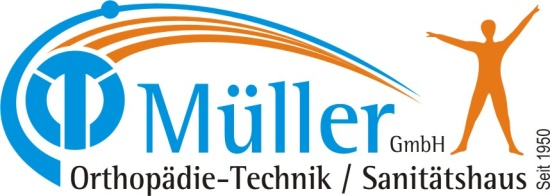 Müller GmbH
Orthopädie-Technik / Sanitätshaus
Seit 1950